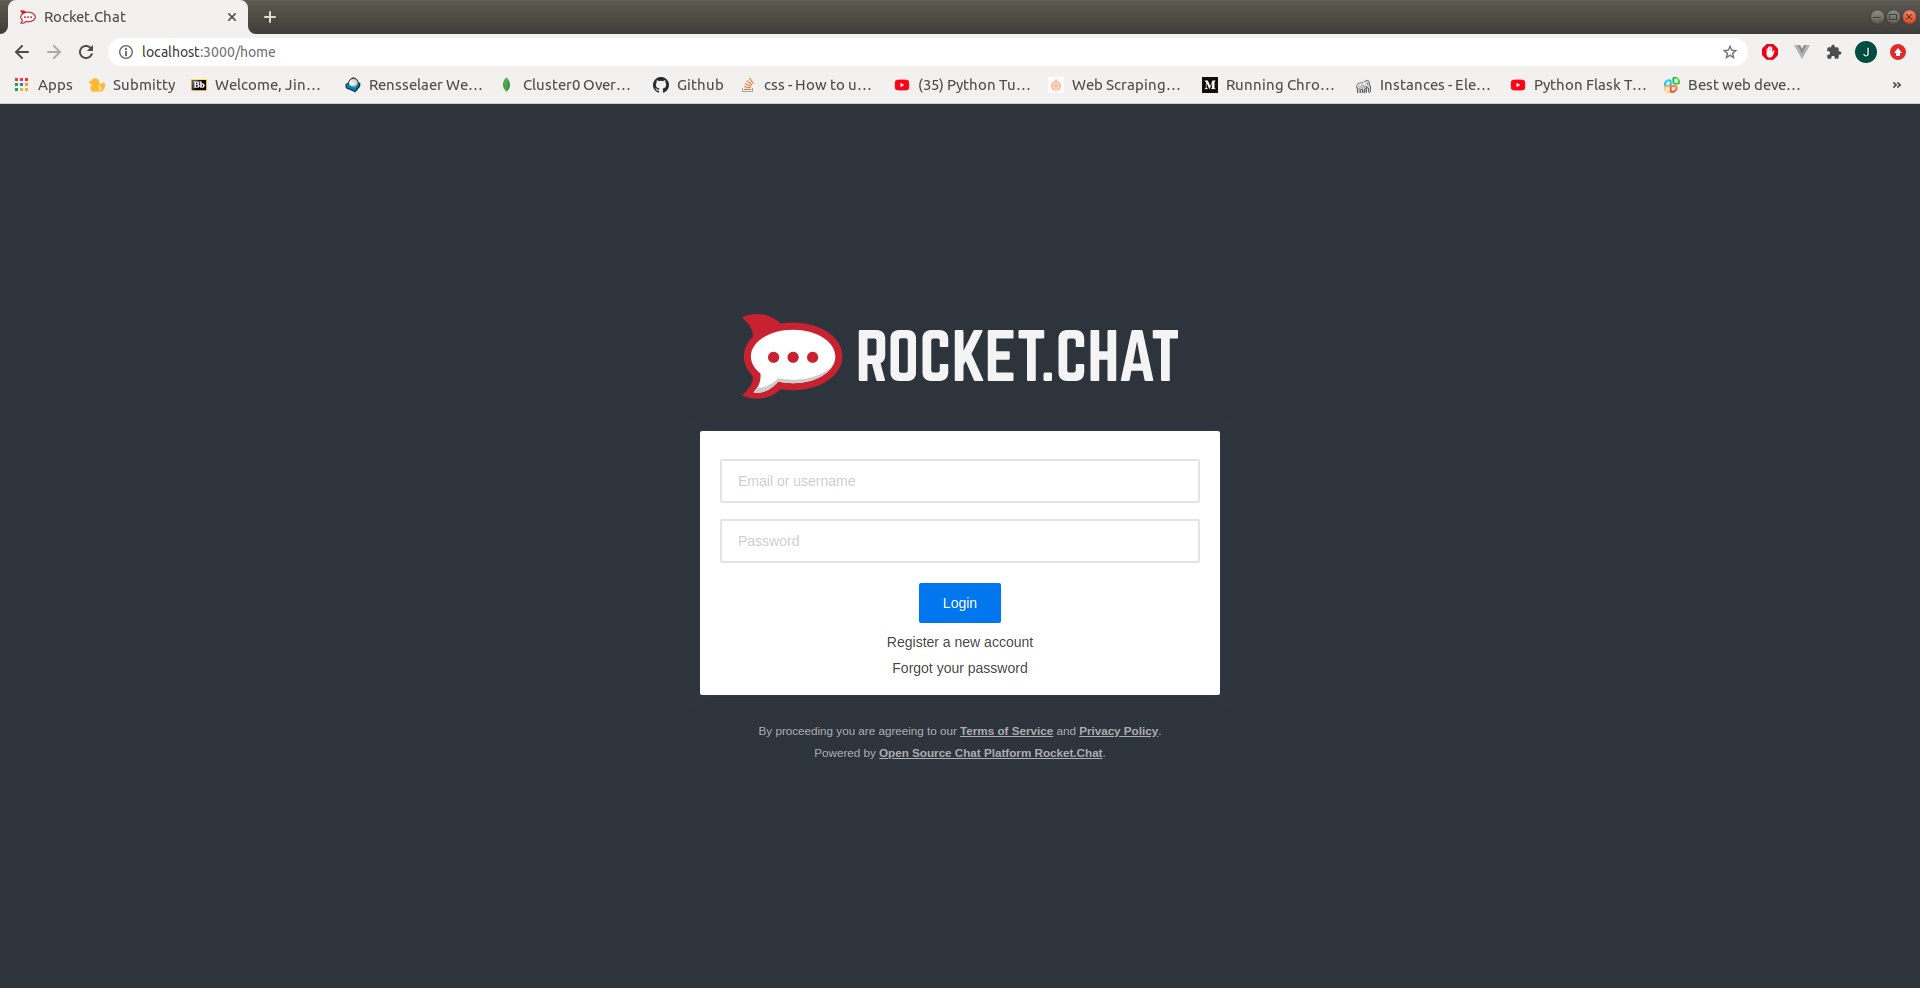 Rocket.Chat
localhost:3000/home
Apps Submitty Bb Welcome, Jin... Rensselaer We... Cluster0 Over... Github css - How to u... (35) Python Tu... Web Scraping... M Running Chro... Instances - Ele... Python Flask T... Best web deve... »
J
ROCKET.CHAT
Email or username
Password
Login
Register a new account
Forgot your password
By proceeding you are agreeing to our Terms of Service and Privacy Policy.
Powered by Open Source Chat Platform Rocket.Chat.